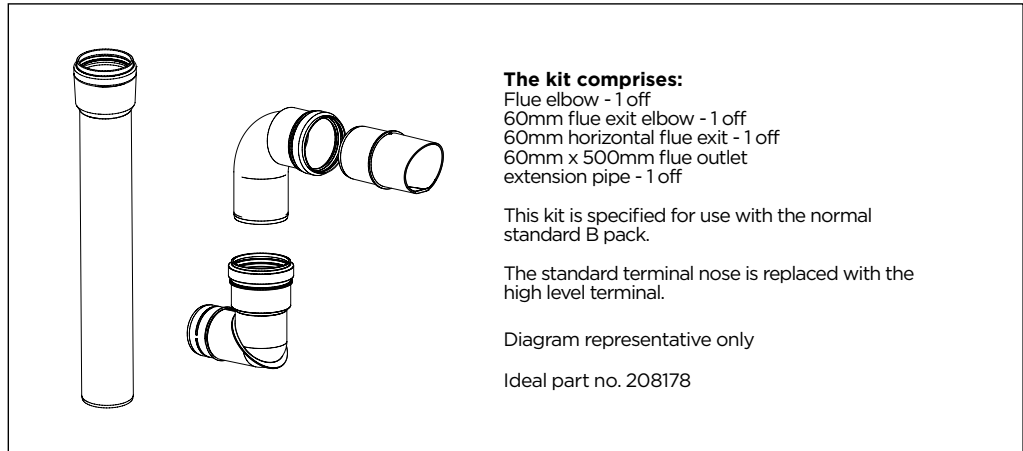 The kit comprises:
Flue elbow - 1 off
60mm flue exit elbow - 1 off
60mm horizontal flue exit - 1 off
60mm x 500mm flue outlet
extension pipe - 1 off
This kit is specified for use with the normal
standard B pack.
The standard terminal nose is replaced with the
high level terminal.
Diagram representative only
Ideal part no. 208178